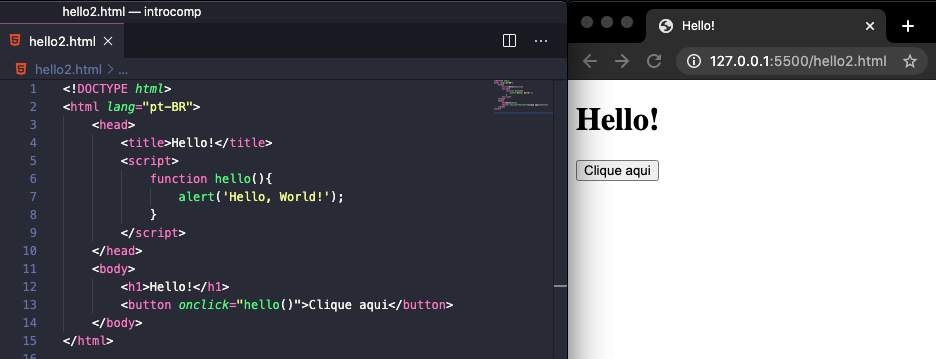 hello2.html — introcomp
hello2.html
hello2.html > ...
1 <!DOCTYPE html>
2 <html lang="pt-BR">
3 <head>
4 <title>Hello!</title>
5 <script>
6 function hello(){
7 alert('Hello, World!');
8 }
9 </script>
10 </head>
11 <body>
12 <h1>Hello!</h1>
13 <button onclick="hello()">Clique aqui</button>
14 </body>
15 </html>
16
Hello!
127.0.0.1:5500/hello2.html
Hello!
Clique aqui